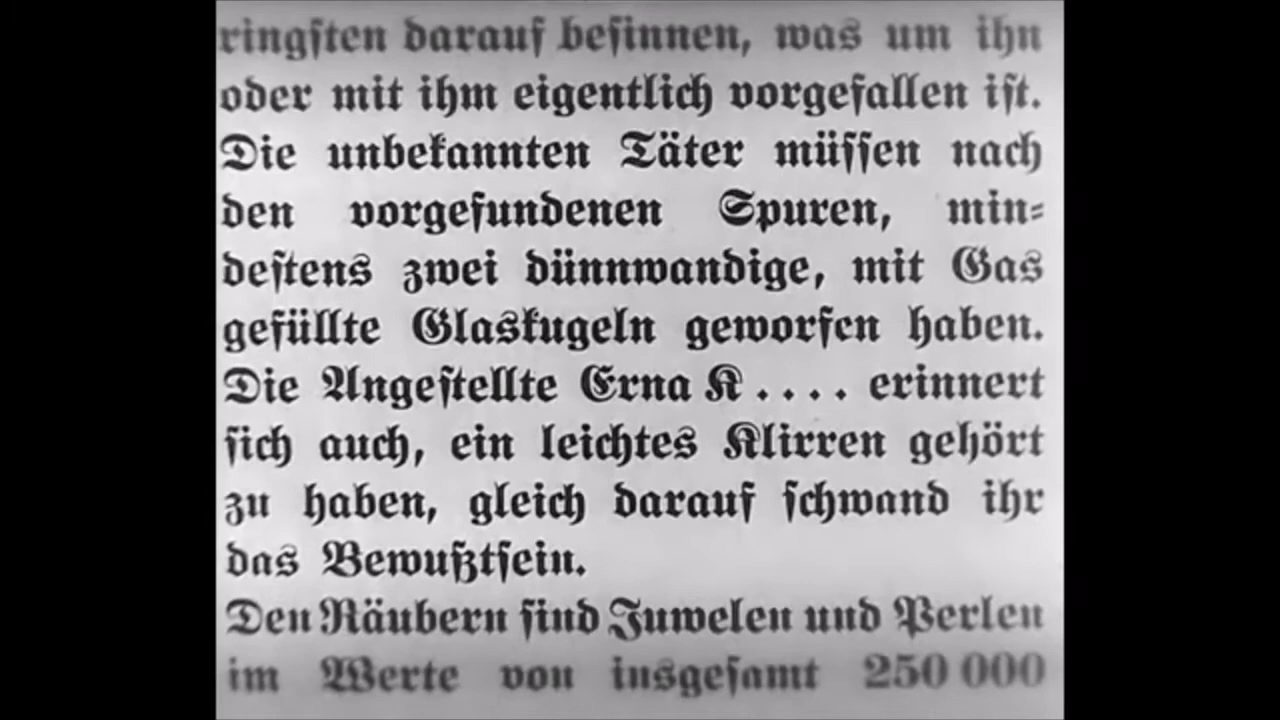 ringſten darauf beſinnen, was um ihn
oder mit ihm eigentlich vorgefallen iſt.
Die unbekannten Täter müſſen nach
den vorgefundenen Spuren, min⸗
deſtens zwei dünnwandige, mit Gas
gefüllte Glaskugeln geworfen haben.
Die Angeſtellte Erna K.... erinnert
ſich auch, ein leichtes Klirren gehört
zu haben, gleich darauf ſchwand ihr
das Bewußtſein.
Den Räubern ſind Juwelen und Perlen
im Werte von insgeſamt 250 000